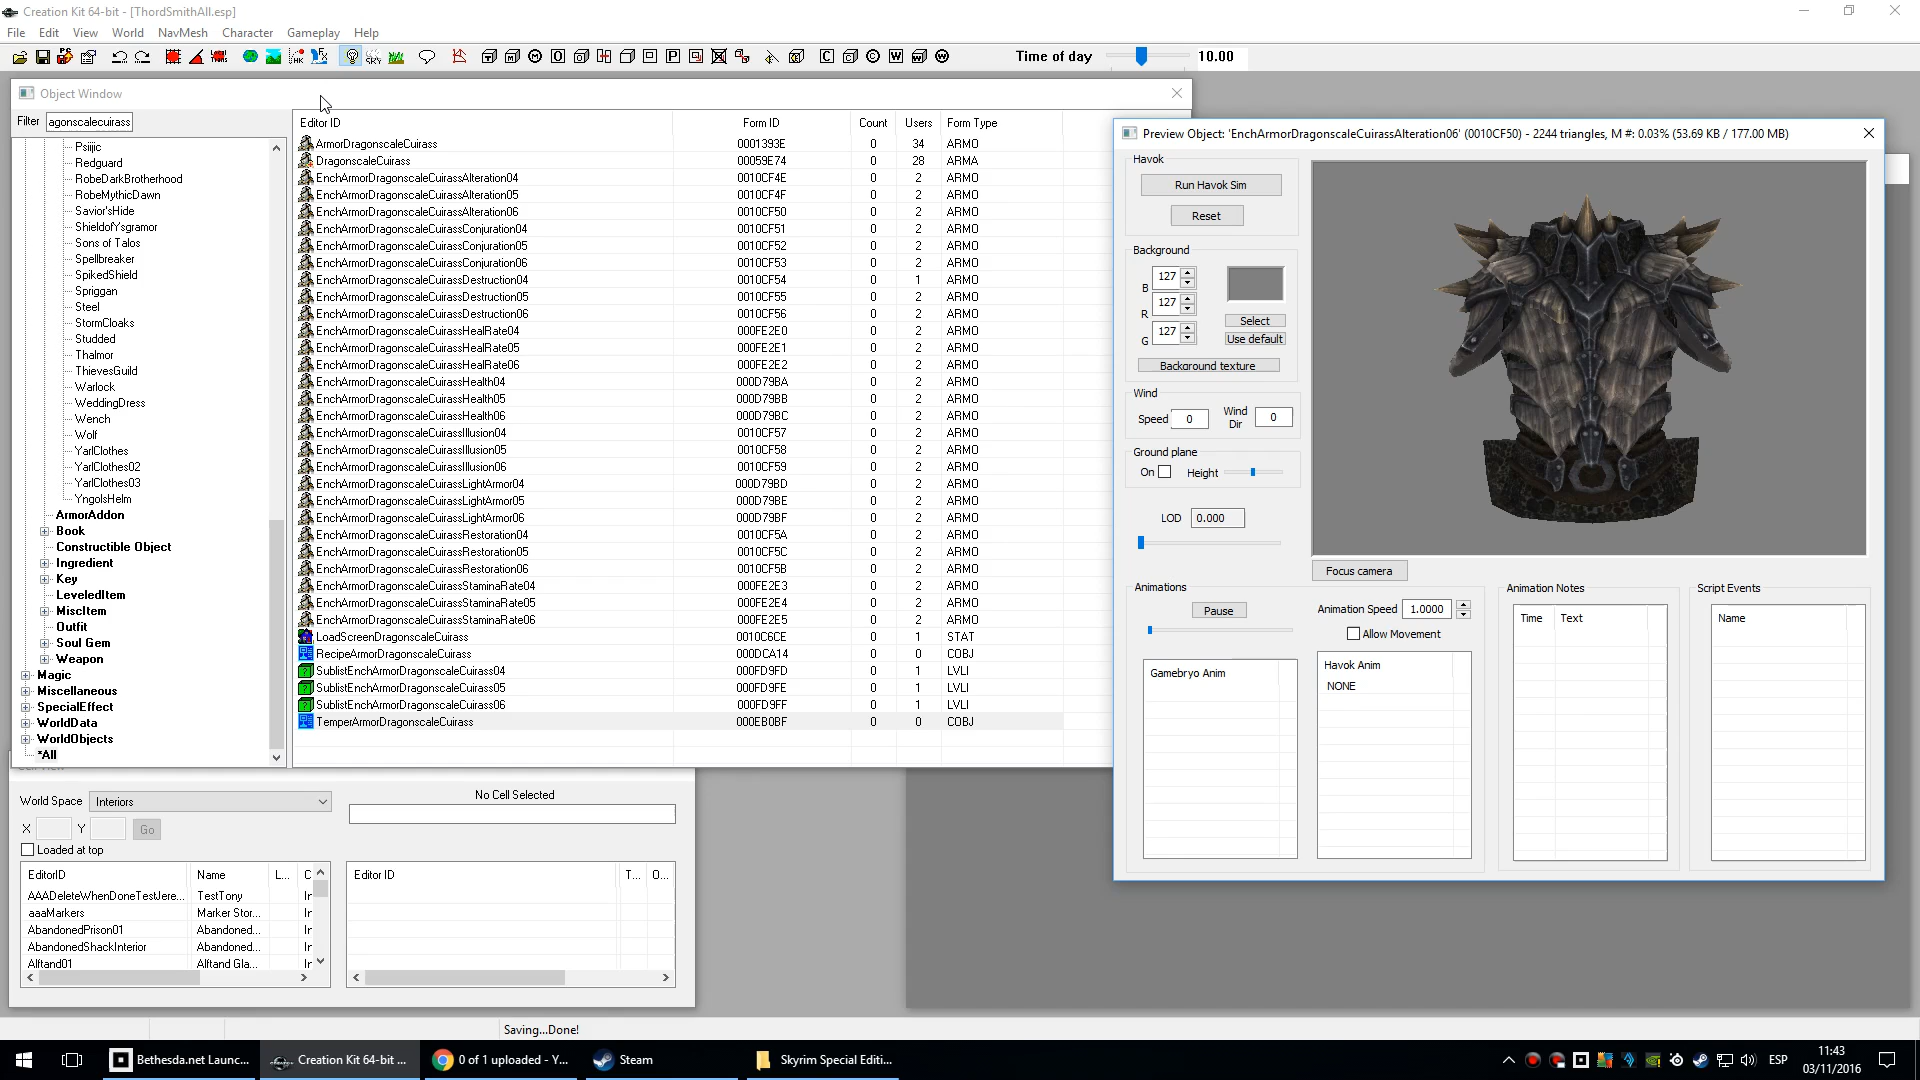 Creation Kit 64-bit - [ThordSmithAll.esp]
File Edit View World NavMesh Character Gameplay Help
Time of day 10.00
Object Window
Filter agonscalecuirass
Psiijic
Redguard
RobeDarkBrotherhood
RobeMythicDawn
Savior'sHide
ShieldofYsgramor
Sons of Talos
Spellbreaker
SpikedShield
Spriggan
Steel
StormCloaks
Studded
Thalmor
ThievesGuild
Warlock
WeddingDress
Wench
Wolf
YarlClothes
YarlClothes02
YarlClothes03
YngolsHelm
ArmorAddon
Book
Constructible Object
Ingredient
Key
LeveledItem
MiscItem
Outfit
Soul Gem
Weapon
Magic
Miscellaneous
SpecialEffect
WorldData
WorldObjects
*All
Editor ID Form ID Count Users Form Type
ArmorDragonscaleCuirass 0001393E 0 34 ARMO
DragonscaleCuirass 00059E74 0 28 ARMA
EnchArmorDragonscaleCuirassAlteration04 0010CF4E 0 2 ARMO
EnchArmorDragonscaleCuirassAlteration05 0010CF4F 0 2 ARMO
EnchArmorDragonscaleCuirassAlteration06 0010CF50 0 2 ARMO
EnchArmorDragonscaleCuirassConjuration04 0010CF51 0 2 ARMO
EnchArmorDragonscaleCuirassConjuration05 0010CF52 0 2 ARMO
EnchArmorDragonscaleCuirassConjuration06 0010CF53 0 2 ARMO
EnchArmorDragonscaleCuirassDestruction04 0010CF54 0 1 ARMO
EnchArmorDragonscaleCuirassDestruction05 0010CF55 0 2 ARMO
EnchArmorDragonscaleCuirassDestruction06 0010CF56 0 2 ARMO
EnchArmorDragonscaleCuirassHealRate04 000FE2E0 0 2 ARMO
EnchArmorDragonscaleCuirassHealRate05 000FE2E1 0 2 ARMO
EnchArmorDragonscaleCuirassHealRate06 000FE2E2 0 2 ARMO
EnchArmorDragonscaleCuirassHealth04 000D79BA 0 2 ARMO
EnchArmorDragonscaleCuirassHealth05 000D79BB 0 2 ARMO
EnchArmorDragonscaleCuirassHealth06 000D79BC 0 2 ARMO
EnchArmorDragonscaleCuirassIllusion04 0010CF57 0 2 ARMO
EnchArmorDragonscaleCuirassIllusion05 0010CF58 0 2 ARMO
EnchArmorDragonscaleCuirassIllusion06 0010CF59 0 2 ARMO
EnchArmorDragonscaleCuirassLightArmor04 000D79BD 0 2 ARMO
EnchArmorDragonscaleCuirassLightArmor05 000D79BE 0 2 ARMO
EnchArmorDragonscaleCuirassLightArmor06 000D79BF 0 2 ARMO
EnchArmorDragonscaleCuirassRestoration04 0010CF5A 0 2 ARMO
EnchArmorDragonscaleCuirassRestoration05 0010CF5C 0 2 ARMO
EnchArmorDragonscaleCuirassRestoration06 0010CF5B 0 2 ARMO
EnchArmorDragonscaleCuirassStaminaRate04 000FE2E3 0 2 ARMO
EnchArmorDragonscaleCuirassStaminaRate05 000FE2E4 0 2 ARMO
EnchArmorDragonscaleCuirassStaminaRate06 000FE2E5 0 2 ARMO
LoadScreenDragonscaleCuirass 0010C6CE 0 1 STAT
RecipeArmorDragonscaleCuirass 000DCA14 0 0 COBJ
SublistEnchArmorDragonscaleCuirass04 000FD9FD 0 1 LVLI
SublistEnchArmorDragonscaleCuirass05 000FD9FE 0 1 LVLI
SublistEnchArmorDragonscaleCuirass06 000FD9FF 0 1 LVLI
TemperArmorDragonscaleCuirass 000EB0BF 0 0 COBJ
Preview Object: 'EnchArmorDragonscaleCuirassAlteration06' (0010CF50) - 2244 triangles, M #: 0.03% (53.69 KB / 177.00 MB)
Havok
Run Havok Sim
Reset
Background
B 127
R 127
G 127
Select
Use default
Background texture
Wind
Speed 0 Wind Dir 0
Ground plane
On Height
LOD 0.000
Focus camera
Animations
Pause
Animation Speed 1.0000
Allow Movement
Gamebryo Anim
Havok Anim
NONE
Animation Notes
Time Text
Script Events
Name
World Space Interiors
X Y Go
Loaded at top
No Cell Selected
EditorID Name L... C
AAADeleteWhenDoneTestJere... TestTony Ir
aaaMarkers Marker Stor... Ir
AbandonedPrison01 Abandoned... Ir
AbandonedShackInterior Abandoned... Ir
Alftand01 Alftand Gla... Ir
Editor ID T... O...
Saving...Done!
Bethesda.net Launc... Creation Kit 64-bit ... 0 of 1 uploaded - Y... Steam Skyrim Special Editi...
ESP
11:43
03/11/2016